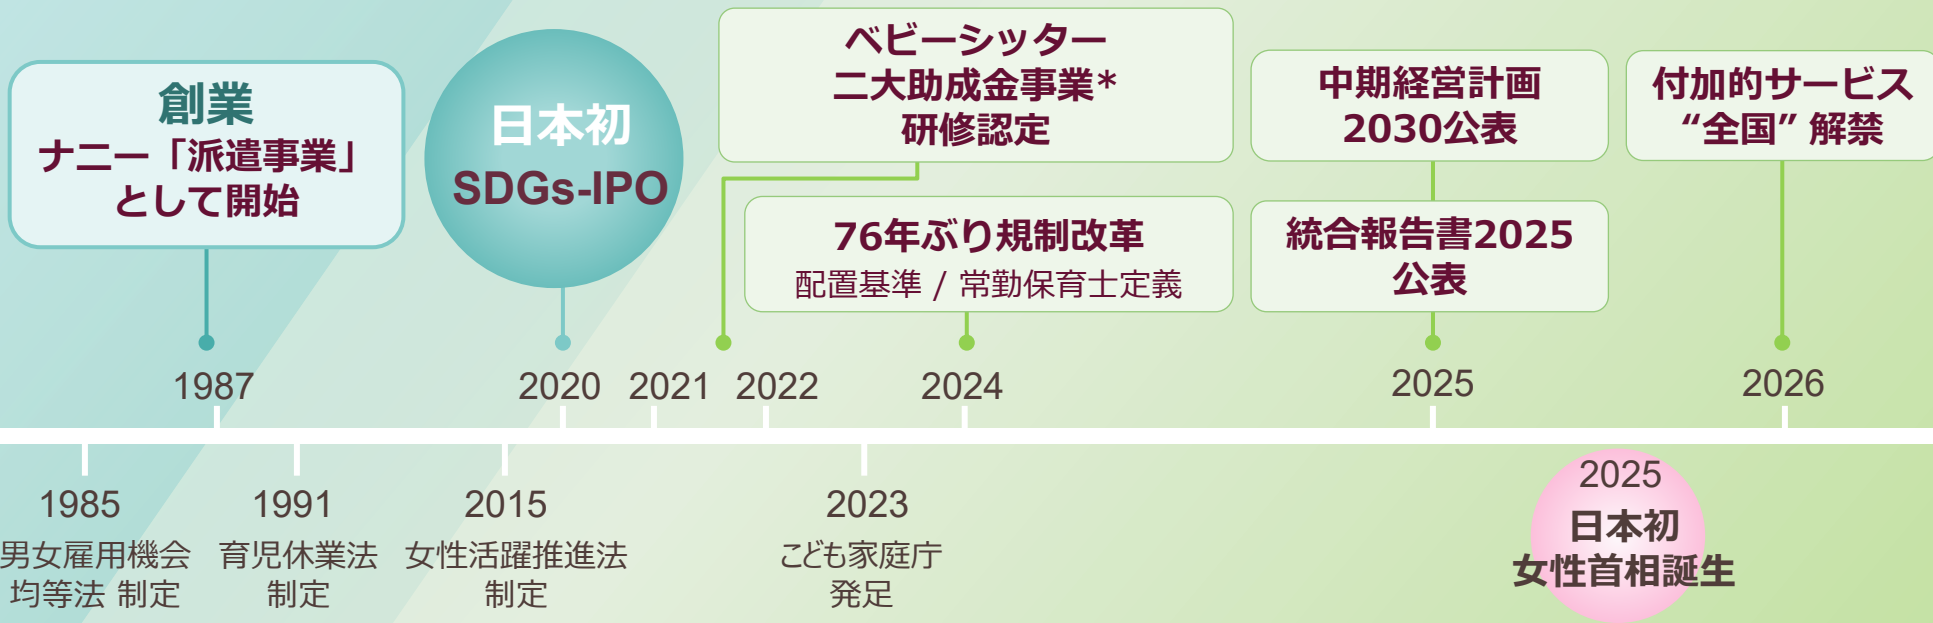 創業
ナニー「派遣事業」
として開始
日本初
SDGs-IPO
ベビーシッター
二大助成金事業*
研修認定
76年ぶり規制改革
配置基準 / 常勤保育士定義
中期経営計画
2030公表
統合報告書2025
公表
付加的サービス
“全国” 解禁
1987
2020
2021
2022
2024
2025
2026
1985
男女雇用機会
均等法 制定
1991
育児休業法
制定
2015
女性活躍推進法
制定
2023
こども家庭庁
発足
2025
日本初
女性首相誕生